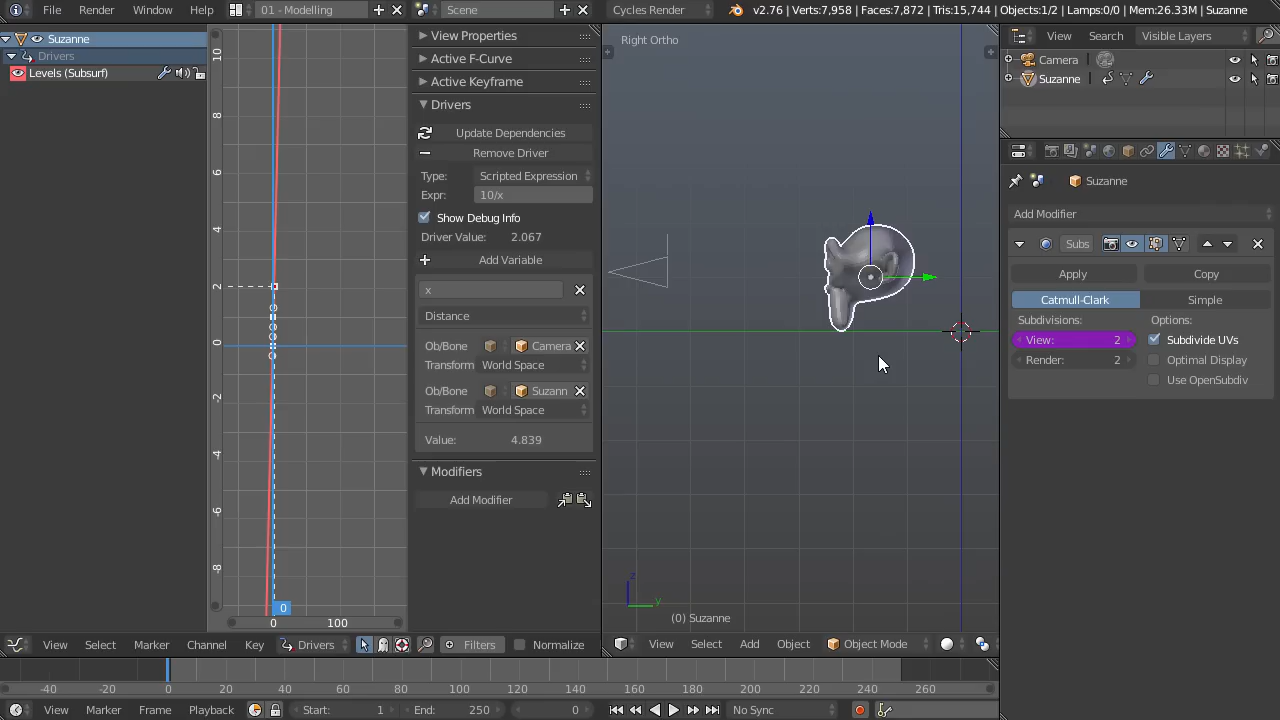 File Render Window Help 01 - Modelling Scene Cycles Render v2.76 | Verts:7,958 | Faces:7,872 | Tris:15,744 | Objects:1/2 | Lamps:0/0 | Mem:26.33M | Suzanne
Suzanne
Drivers
Levels (Subsurf)
10
8
6
4
2
0
-2
-4
-6
-8
0
0 100
View Properties
Active F-Curve
Active Keyframe
Drivers
Update Dependencies
Remove Driver
Type: Scripted Expression
Expr: 10/x
Show Debug Info
Driver Value: 2.067
Add Variable
x
Distance
Ob/Bone Camera
Transform World Space
Ob/Bone Suzann
Transform World Space
Value: 4.839
Modifiers
Add Modifier
Right Ortho
z
y
(0) Suzanne
View Search Visible Layers
Camera
Suzanne
Suzanne
Add Modifier
Subs
Apply Copy
Catmull-Clark Simple
Subdivisions: Options:
View: 2 Subdivide UVs
Render: 2 Optimal Display
Use OpenSubdiv
View Select Marker Channel Key Drivers Filters Normalize
View Select Add Object Object Mode
-40 -20 0 20 40 60 80 100 120 140 160 180 200 220 240 260
View Marker Frame Playback Start: 1 End: 250 0 No Sync